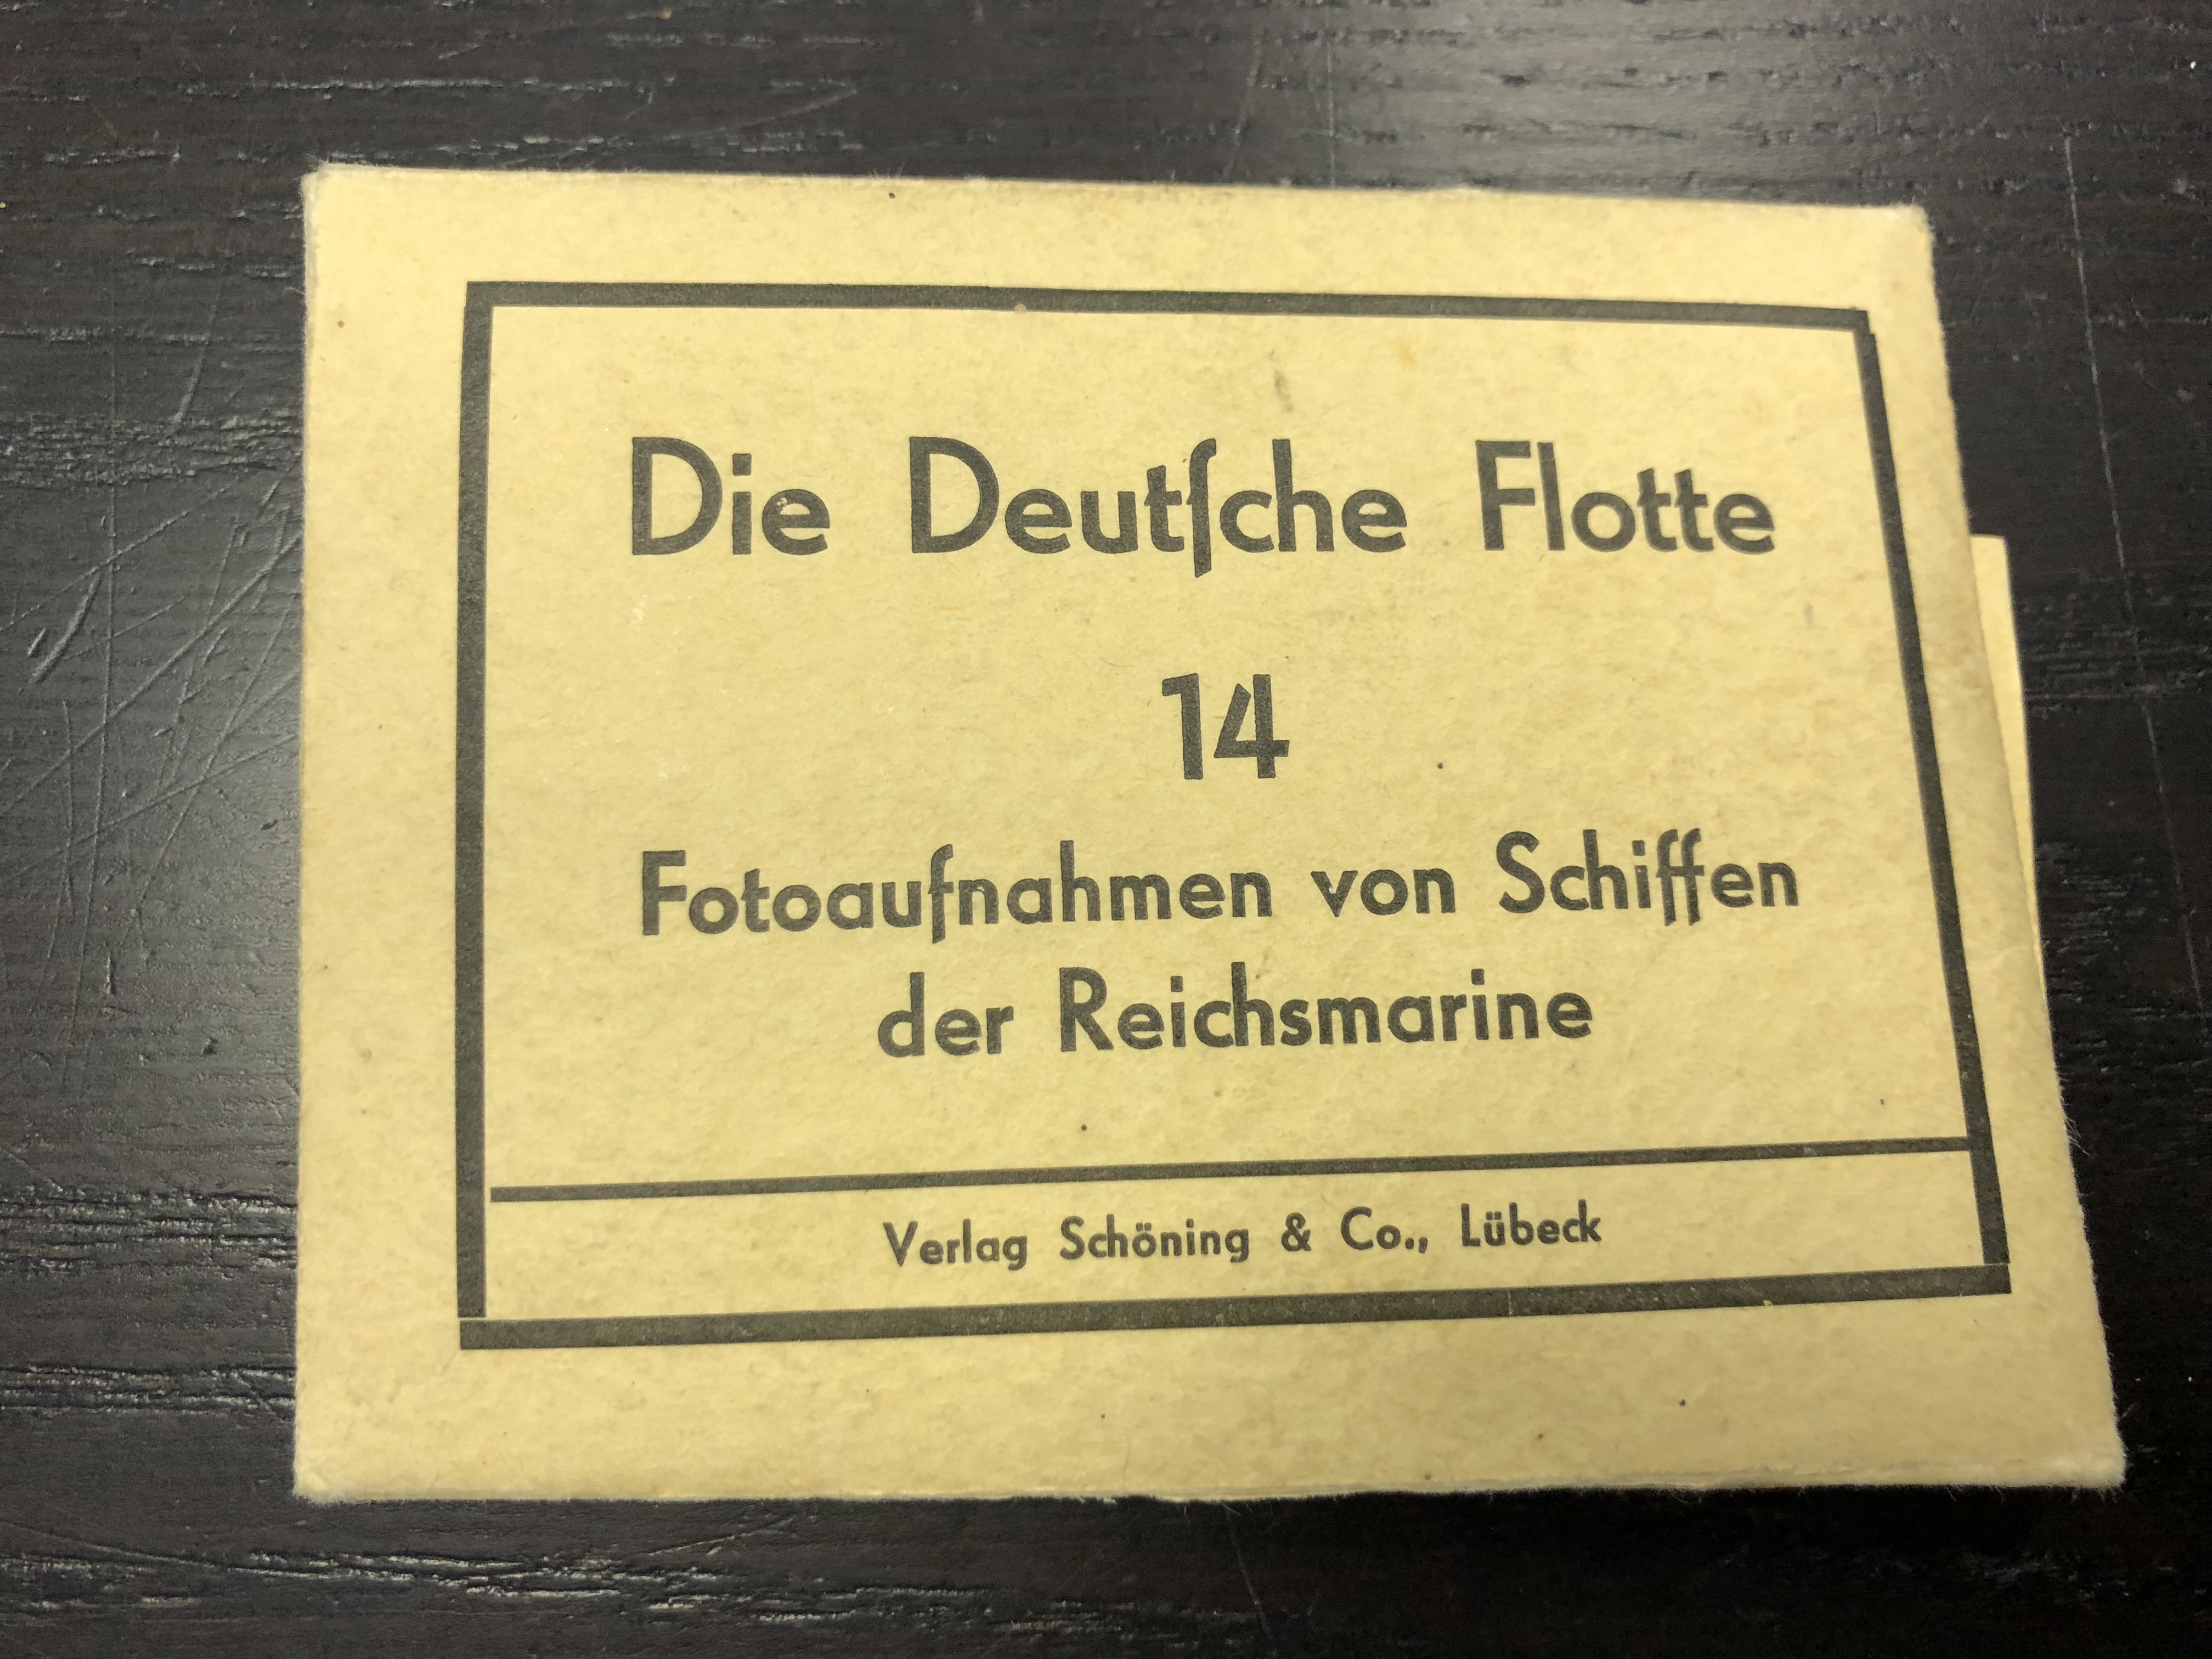 Die Deutſche Flotte
14
Fotoaufnahmen von Schiffen
der Reichsmarine
Verlag Schöning & Co., Lübeck